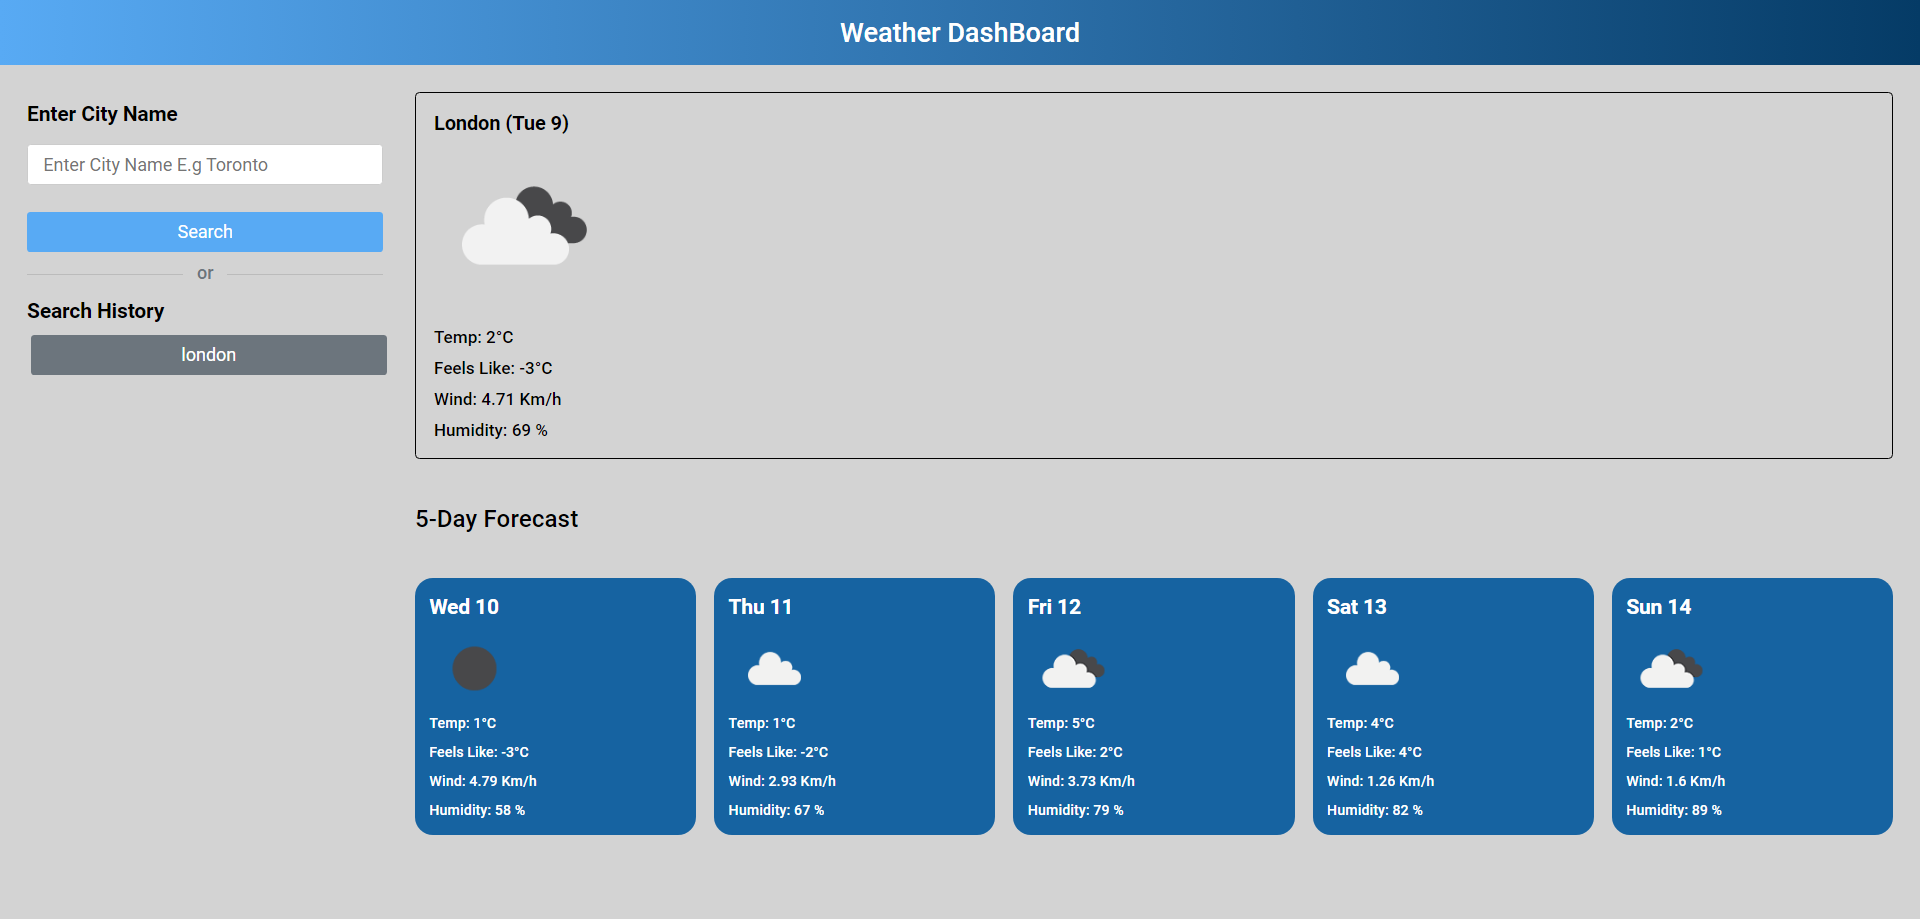 Weather DashBoard
Enter City Name
Enter City Name E.g Toronto
Search
or
Search History
london
London (Tue 9)
Temp: 2°C
Feels Like: -3°C
Wind: 4.71 Km/h
Humidity: 69 %
5-Day Forecast
Wed 10
Temp: 1°C
Feels Like: -3°C
Wind: 4.79 Km/h
Humidity: 58 %
Thu 11
Temp: 1°C
Feels Like: -2°C
Wind: 2.93 Km/h
Humidity: 67 %
Fri 12
Temp: 5°C
Feels Like: 2°C
Wind: 3.73 Km/h
Humidity: 79 %
Sat 13
Temp: 4°C
Feels Like: 4°C
Wind: 1.26 Km/h
Humidity: 82 %
Sun 14
Temp: 2°C
Feels Like: 1°C
Wind: 1.6 Km/h
Humidity: 89 %